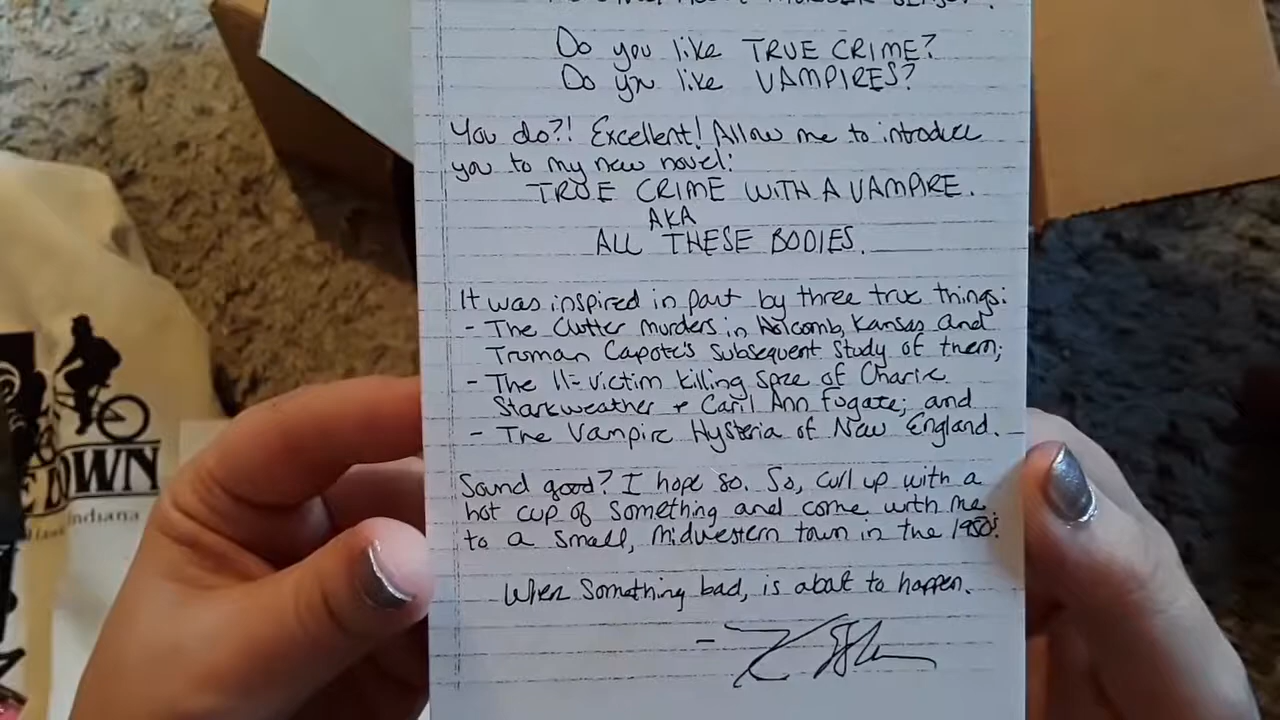 MURDER
Do you like TRUE CRIME?
Do you like VAMPIRES?
You do?! Excellent! Allow me to introduce
you to my new novel:
TRUE CRIME WITH A VAMPIRE.
AKA
ALL THESE BODIES.
It was inspired in part by three true things:
- The Clutter murders in Holcomb, Kansas and
Truman Capote's subsequent study of them;
- The 11-victim killing spree of Charlie
Starkweather + Caril Ann Fugate; and
- The Vampire Hysteria of New England.
Sound good? I hope so. So, curl up with a
hot cup of something and come with me
to a small, midwestern town in the 1950s.
When something bad, is about to happen.
OWN
Indiana